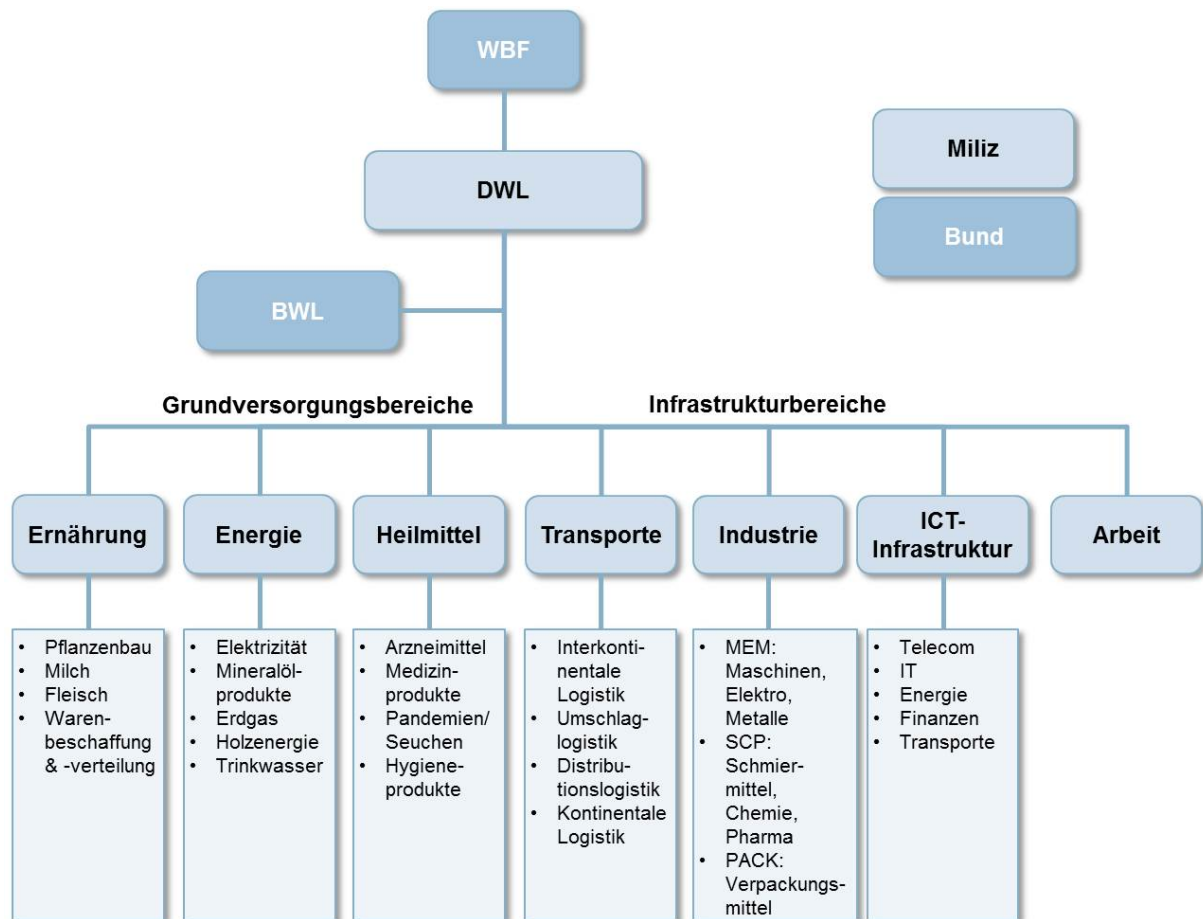 WBF
Miliz
DWL
Bund
BWL
Grundversorgungsbereiche
Infrastrukturbereiche
Ernährung
Energie
Heilmittel
Transporte
Industrie
ICT-
Infrastruktur
Arbeit
• Pflanzenbau
• Milch
• Fleisch
• Waren-
beschaffung
& -verteilung
• Elektrizität
• Mineralöl-
produkte
• Erdgas
• Holzenergie
• Trinkwasser
• Arzneimittel
• Medizin-
produkte
• Pandemien/
Seuchen
• Hygiene-
produkte
• Interkonti-
nentale
Logistik
• Umschlag-
logistik
• Distribu-
tionslogistik
• Kontinentale
Logistik
• MEM:
Maschinen,
Elektro,
Metalle
• SCP:
Schmier-
mittel,
Chemie,
Pharma
• PACK:
Verpackungs-
mittel
• Telecom
• IT
• Energie
• Finanzen
• Transporte